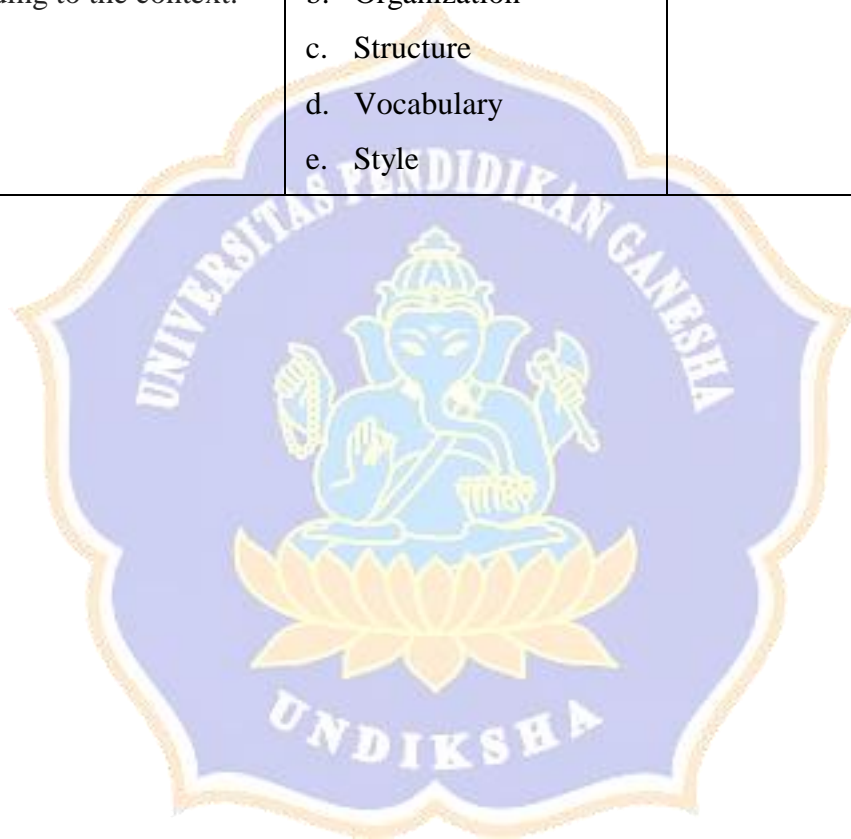 ding to the context.
b. Organization
c. Structure
d. Vocabulary
e. Style
UNIVERSITAS PENDIDIKAN GANESHA
UNDIKSHA